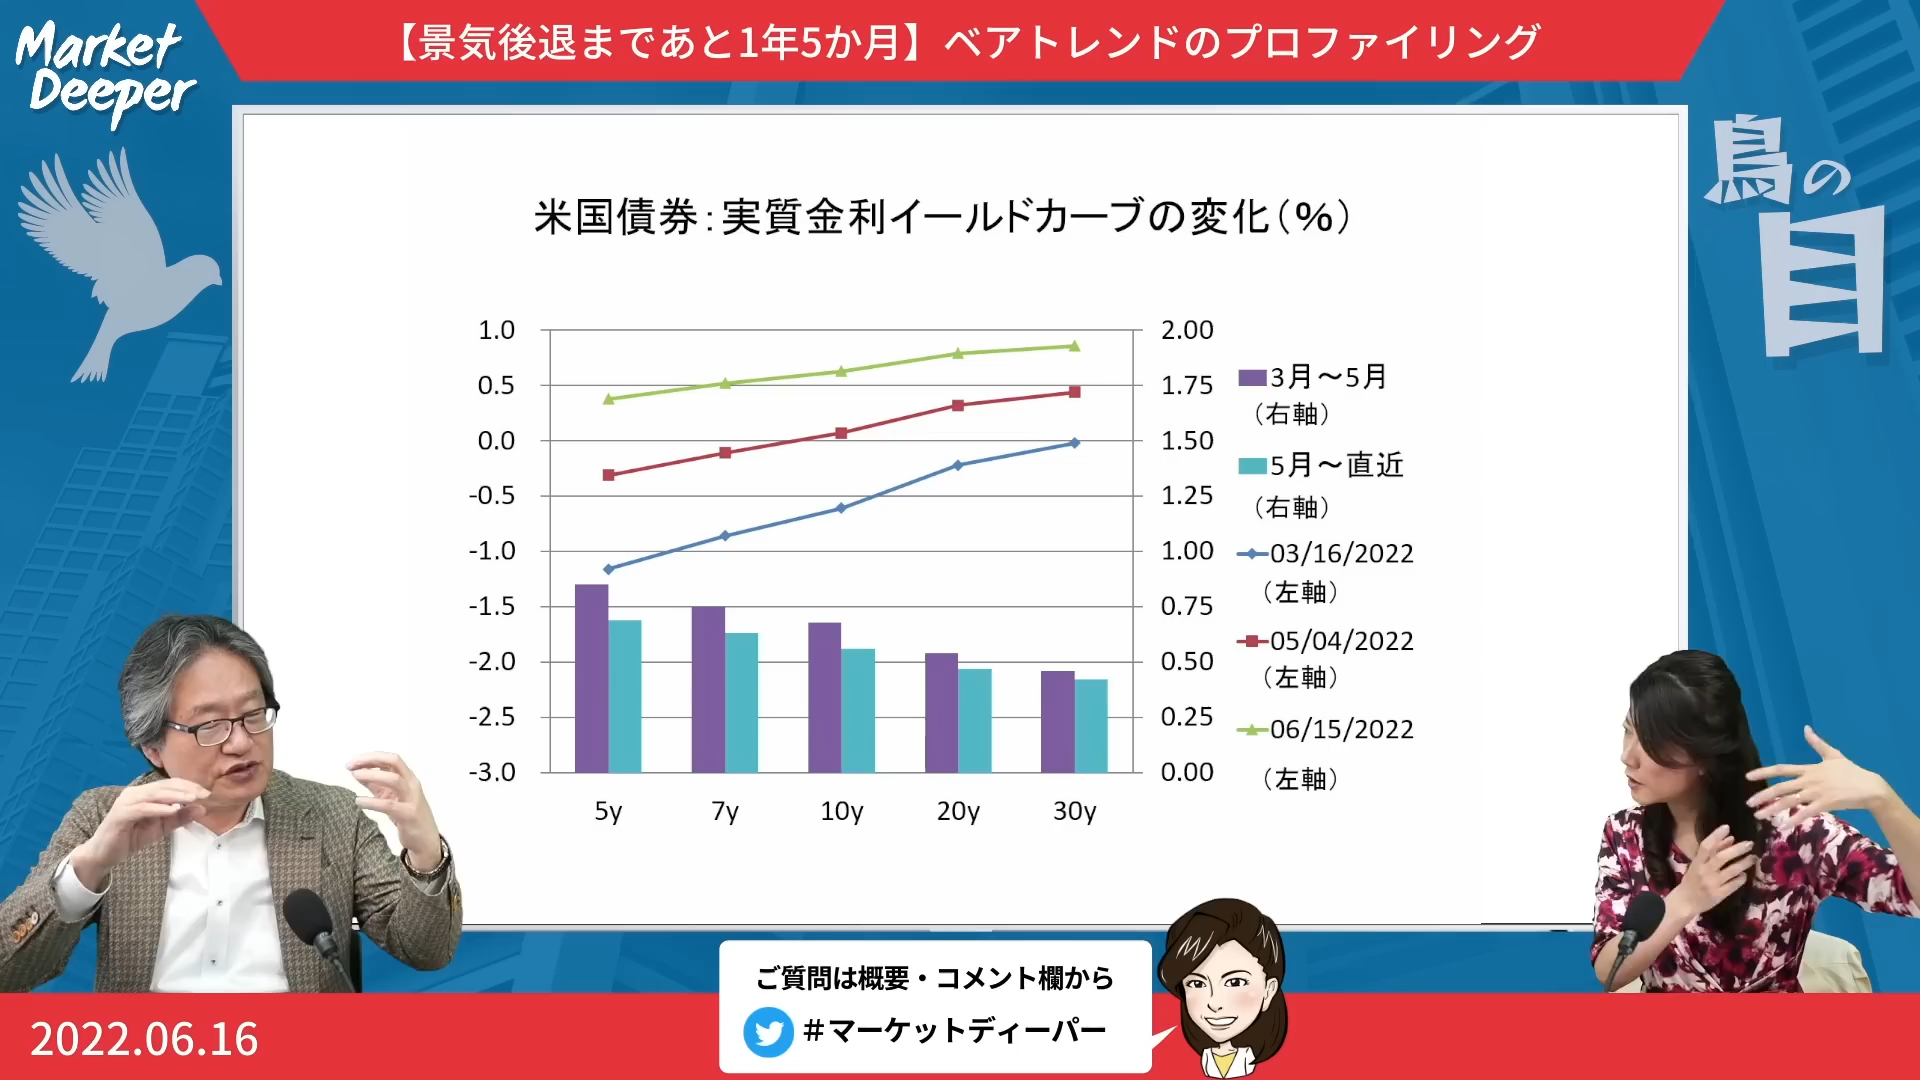 Market
Deeper
【景気後退まであと1年5か月】ベアトレンドのプロファイリング
鳥の
目
米国債券：実質金利イールドカーブの変化（％）
1.0
0.5
0.0
-0.5
-1.0
-1.5
-2.0
-2.5
-3.0
2.00
1.75
1.50
1.25
1.00
0.75
0.50
0.25
0.00
5y 7y 10y 20y 30y
3月～5月
（右軸）
5月～直近
（右軸）
03/16/2022
（左軸）
05/04/2022
（左軸）
06/15/2022
（左軸）
ご質問は概要・コメント欄から
＃マーケットディーパー
2022.06.16